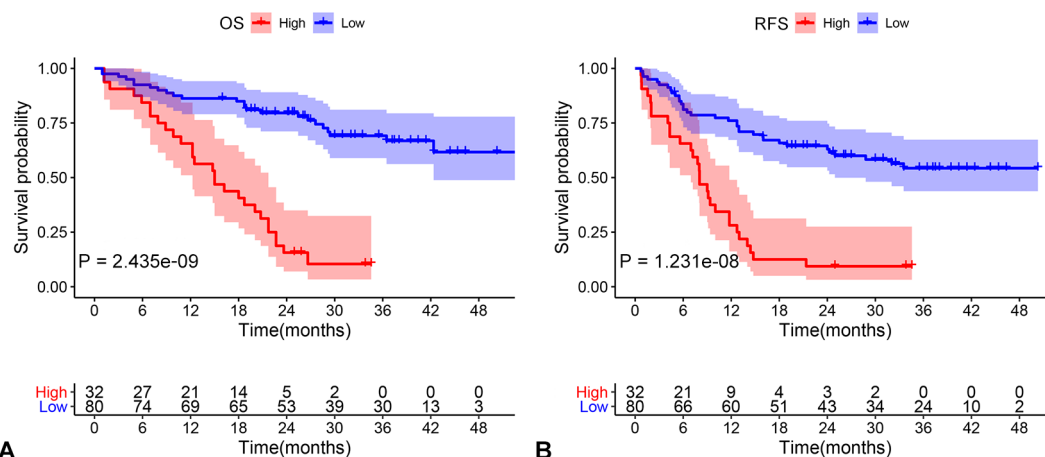 OS High Low
1.00
0.75
0.50
0.25
0.00
Survival probability
P = 2.435e-09
0 6 12 18 24 30 36 42 48
Time(months)
High 32 27 21 14 5 2 0 0 0
Low 80 74 69 65 53 39 30 13 3
0 6 12 18 24 30 36 42 48
Time(months)
A
RFS High Low
1.00
0.75
0.50
0.25
0.00
Survival probability
P = 1.231e-08
0 6 12 18 24 30 36 42 48
Time(months)
High 32 21 9 4 3 2 0 0 0
Low 80 66 60 51 43 34 24 10 2
0 6 12 18 24 30 36 42 48
Time(months)
B